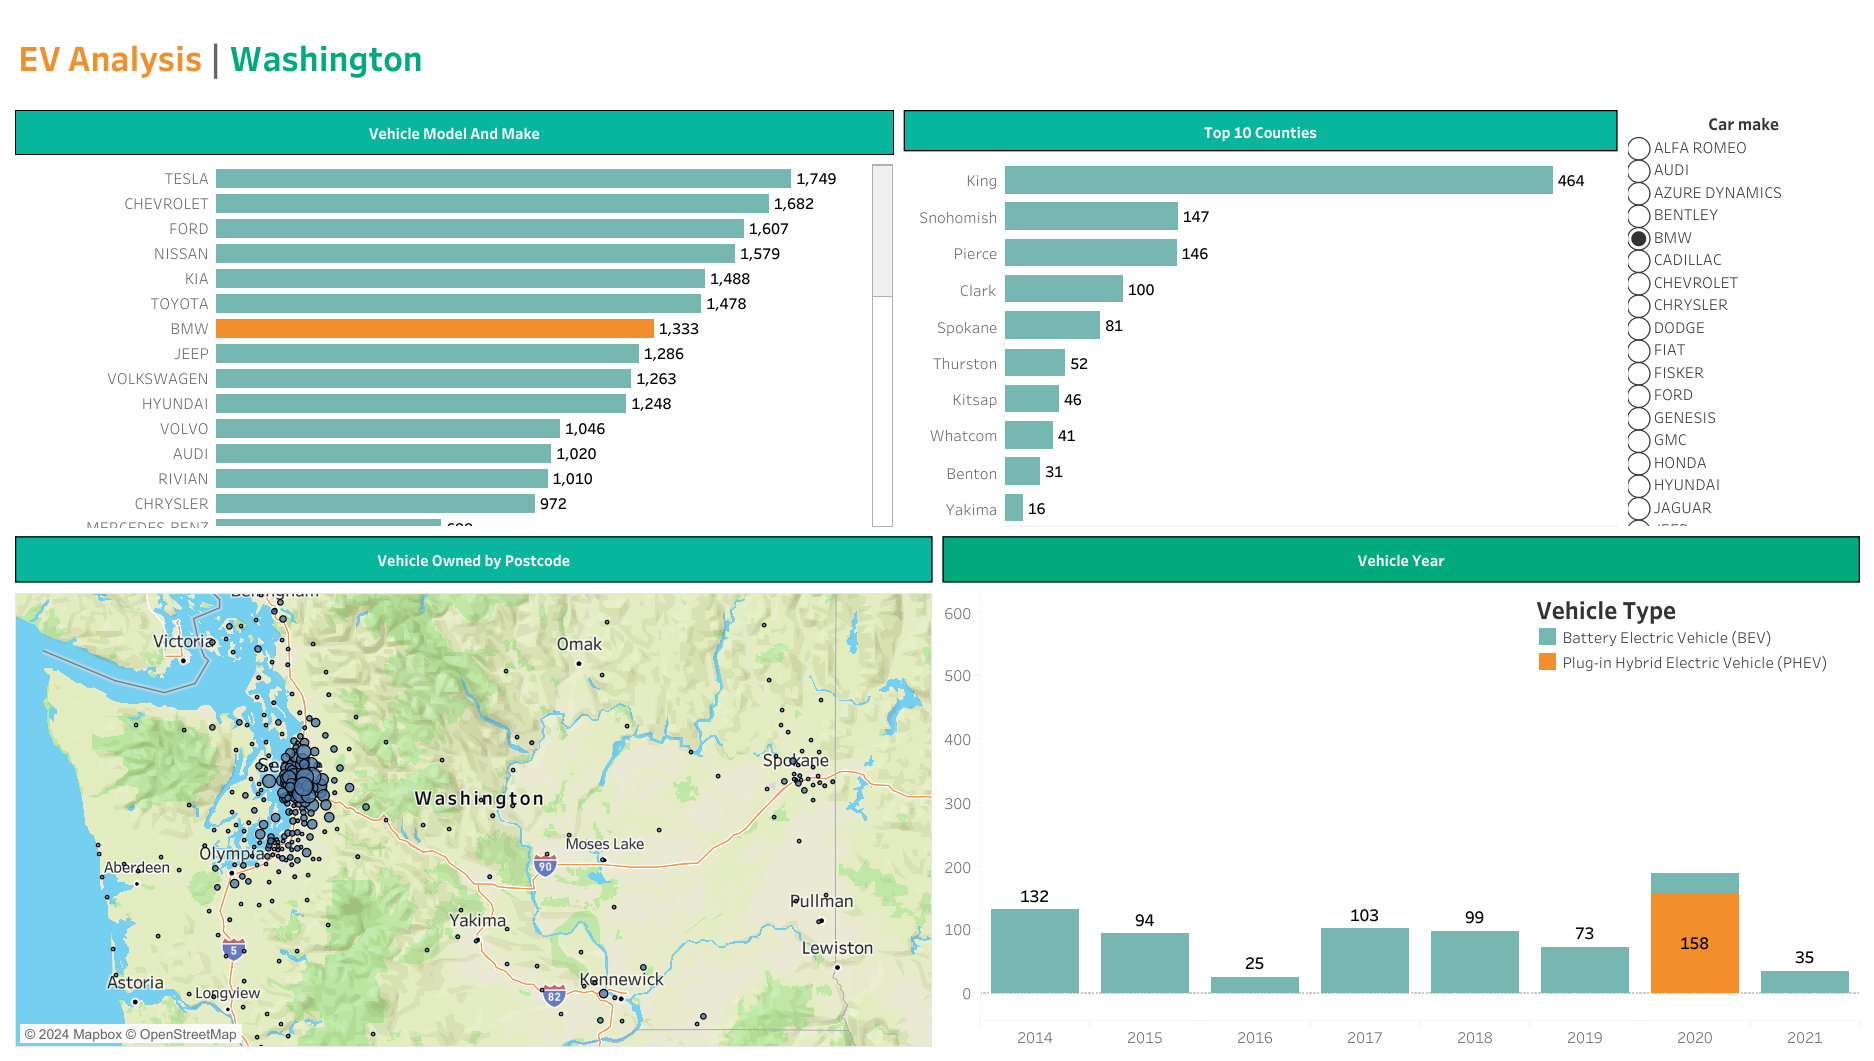 EV Analysis | Washington
Vehicle Model And Make
TESLA 1,749
CHEVROLET 1,682
FORD 1,607
NISSAN 1,579
KIA 1,488
TOYOTA 1,478
BMW 1,333
JEEP 1,286
VOLKSWAGEN 1,263
HYUNDAI 1,248
VOLVO 1,046
AUDI 1,020
RIVIAN 1,010
CHRYSLER 972
Top 10 Counties
King 464
Snohomish 147
Pierce 146
Clark 100
Spokane 81
Thurston 52
Kitsap 46
Whatcom 41
Benton 31
Yakima 16
Car make
ALFA ROMEO
AUDI
AZURE DYNAMICS
BENTLEY
BMW
CADILLAC
CHEVROLET
CHRYSLER
DODGE
FIAT
FISKER
FORD
GENESIS
GMC
HONDA
HYUNDAI
JAGUAR
Vehicle Owned by Postcode
Victoria
Omak
Spokane
Washington
Moses Lake
90
Olympia
Aberdeen
Pullman
Yakima
Lewiston
5
Kennewick
82
Astoria
Longview
© 2024 Mapbox © OpenStreetMap
Vehicle Year
Vehicle Type
Battery Electric Vehicle (BEV)
Plug-in Hybrid Electric Vehicle (PHEV)
600
500
400
300
200
100
0
132
94
25
103
99
73
158
35
2014 2015 2016 2017 2018 2019 2020 2021